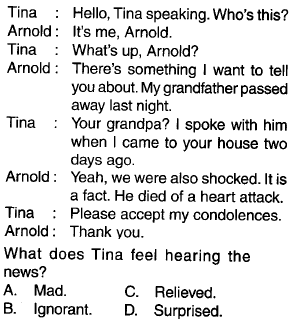 Tina : Hello, Tina speaking. Who's this?
Arnold : It's me, Arnold.
Tina : What's up, Arnold?
Arnold : There's something I want to tell
you about. My grandfather passed
away last night.
Tina : Your grandpa? I spoke with him
when I came to your house two
days ago.
Arnold : Yeah, we were also shocked. It is
a fact. He died of a heart attack.
Tina : Please accept my condolences.
Arnold : Thank you.
What does Tina feel hearing the
news?
A. Mad. C. Relieved.
B. Ignorant. D. Surprised.